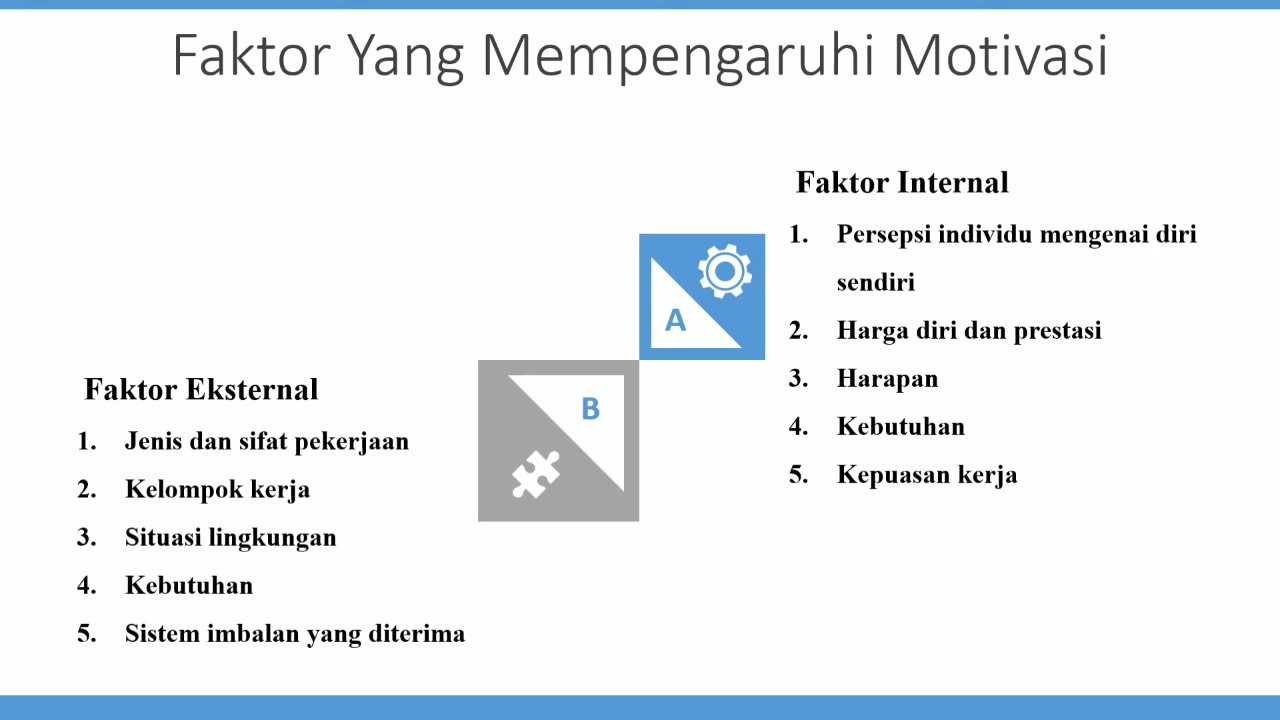 Faktor Yang Mempengaruhi Motivasi
Faktor Internal
1. Persepsi individu mengenai diri
sendiri
2. Harga diri dan prestasi
3. Harapan
4. Kebutuhan
5. Kepuasan kerja
A
B
Faktor Eksternal
1. Jenis dan sifat pekerjaan
2. Kelompok kerja
3. Situasi lingkungan
4. Kebutuhan
5. Sistem imbalan yang diterima